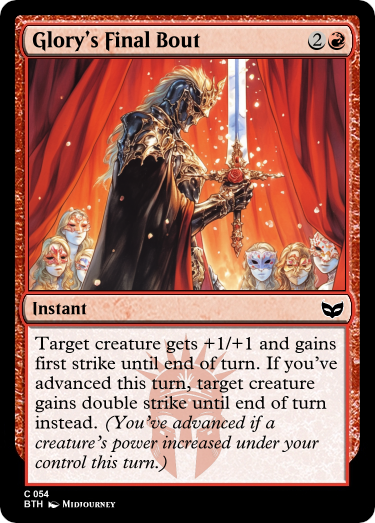 Glory's Final Bout 2
Instant
Target creature gets +1/+1 and gains
first strike until end of turn. If you've
advanced this turn, target creature
gains double strike until end of turn
instead. (You've advanced if a
creature's power increased under your
control this turn.)
C 054
BTH Midjourney